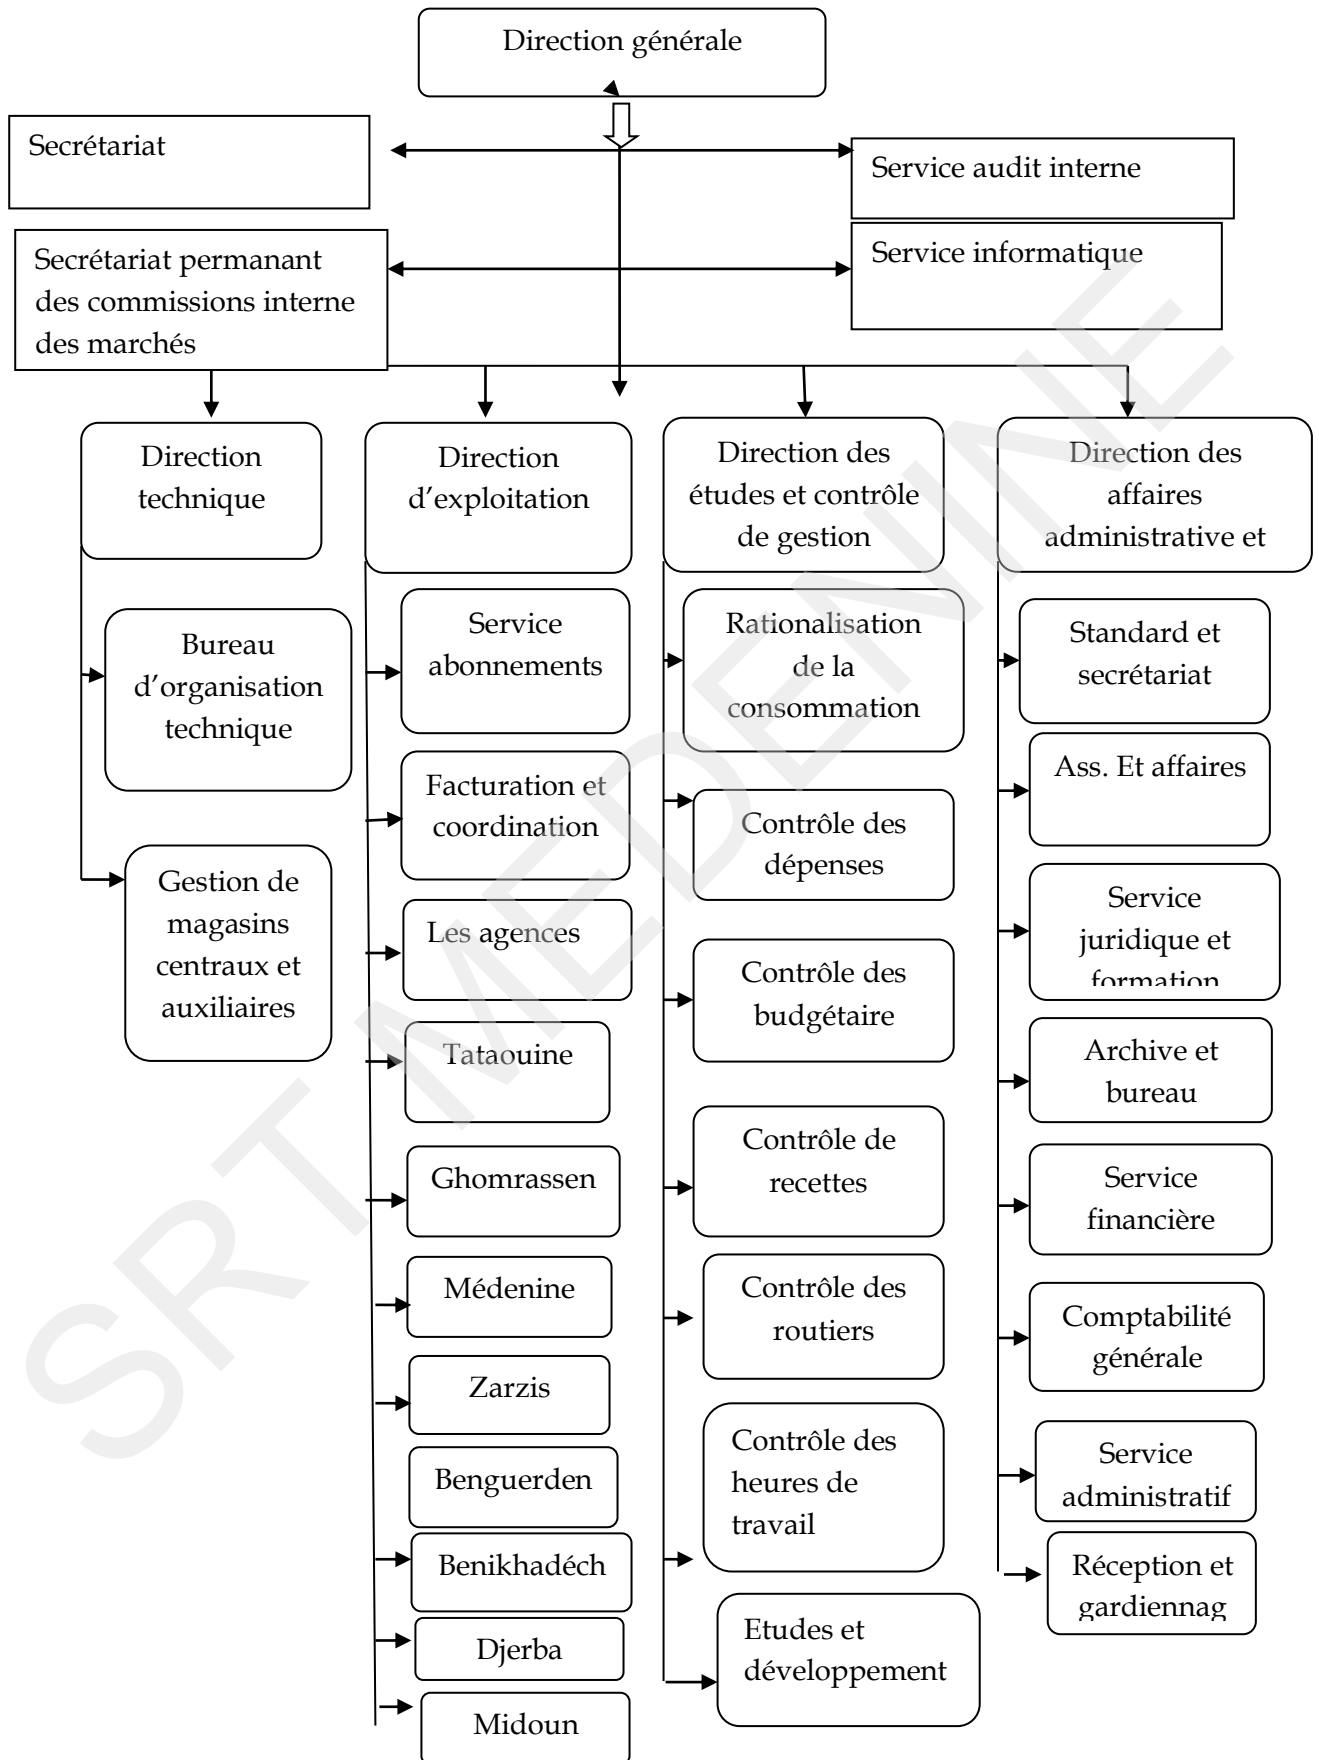 Direction générale
Secrétariat
Service audit interne
Secrétariat permanant
des commissions interne
des marchés
Service informatique
Direction
technique
Bureau
d’organisation
technique
Gestion de
magasins
centraux et
auxiliaires
Direction
d’exploitation
Service
abonnements
Facturation et
coordination
Les agences
Tataouine
Ghomrassen
Médenine
Zarzis
Benguerden
Benikhadéch
Djerba
Midoun
Direction des
études et contrôle
de gestion
Rationalisation
de la
consommation
Contrôle des
dépenses
Contrôle des
budgétaire
Contrôle de
recettes
Contrôle des
routiers
Contrôle des
heures de
travail
Etudes et
développement
Direction des
affaires
administrative et
Standard et
secrétariat
Ass. Et affaires
Service
juridique et
formation
Archive et
bureau
Service
financière
Comptabilité
générale
Service
administratif
Réception et
gardiennag
SRT MEDENINE